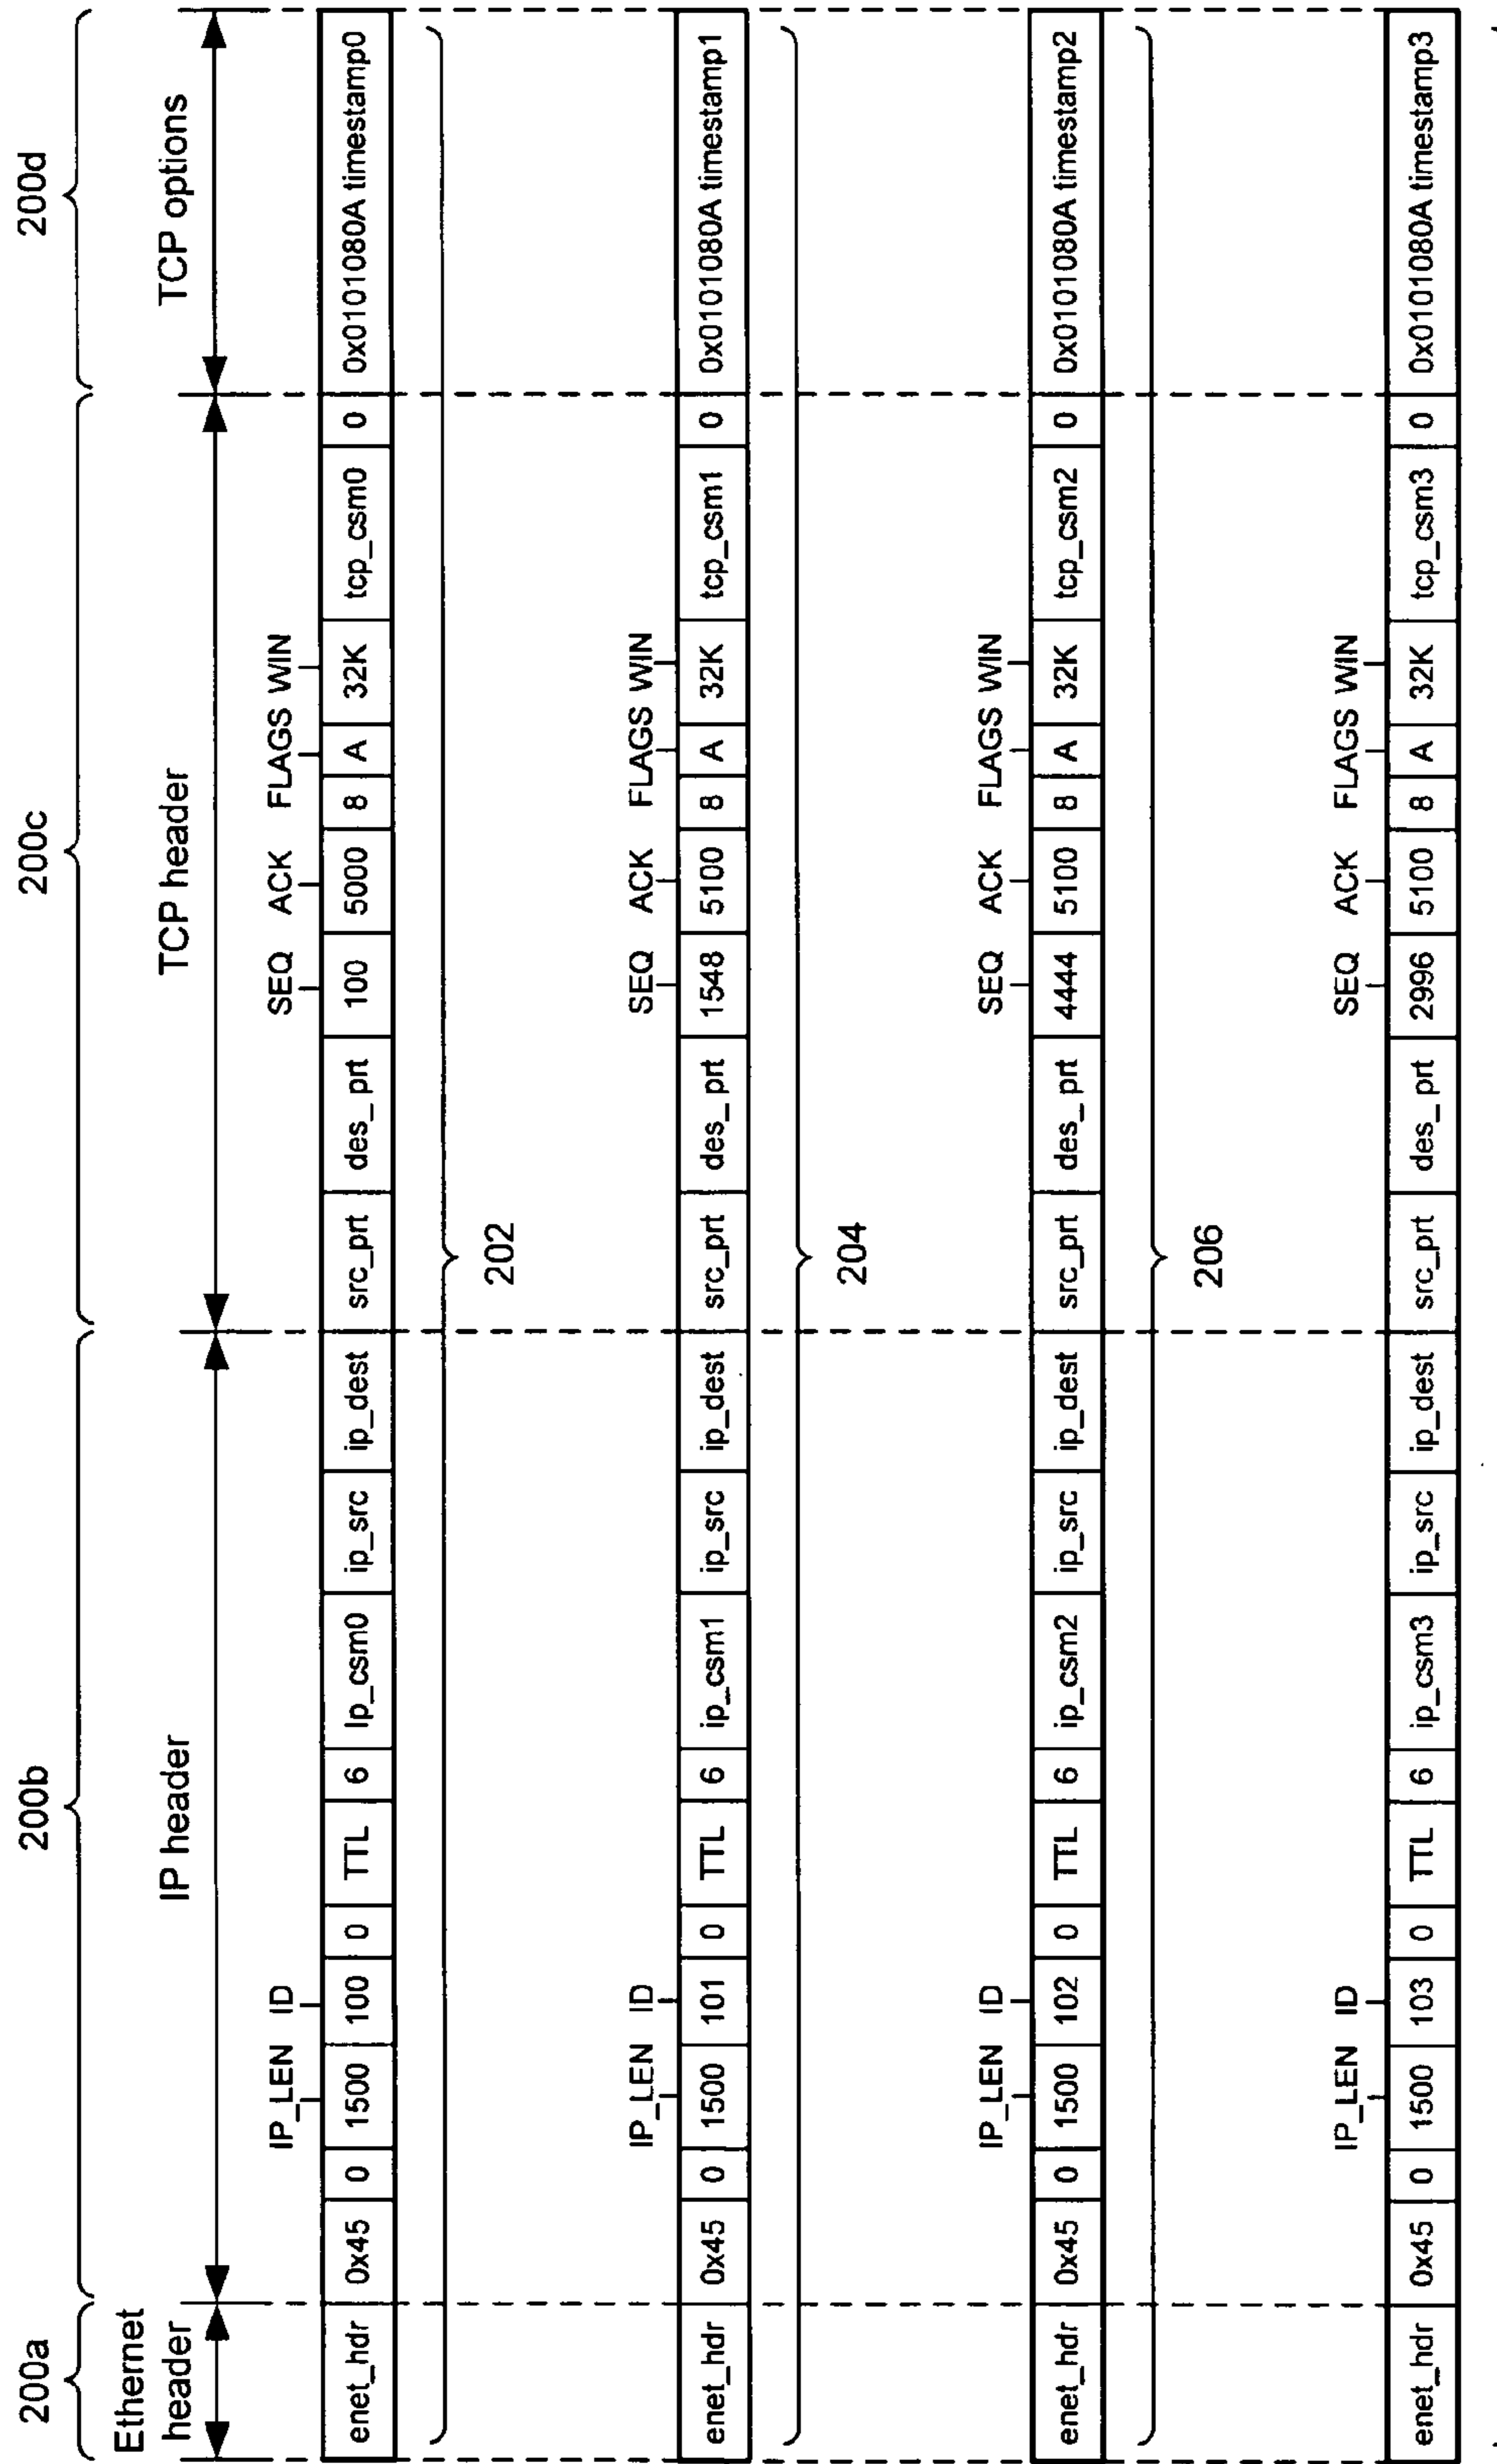 200a 200b 200c 200d
Ethernet header IP header TCP header TCP options
IP_LEN ID SEQ ACK FLAGS WIN
enet_hdr 0x45 0 1500 100 0 TTL 6 Ip_csm0 ip_src ip_dest src_prt des_prt 100 5000 8 A 32K tcp_csm0 0 0x0101080A timestamp0
202
IP_LEN ID SEQ ACK FLAGS WIN
enet_hdr 0x45 0 1500 101 0 TTL 6 ip_csm1 ip_src ip_dest src_prt des_prt 1548 5100 8 A 32K tcp_csm1 0 0x0101080A timestamp1
204
IP_LEN ID SEQ ACK FLAGS WIN
enet_hdr 0x45 0 1500 102 0 TTL 6 ip_csm2 ip_src ip_dest src_prt des_prt 4444 5100 8 A 32K tcp_csm2 0 0x0101080A timestamp2
206
IP_LEN ID SEQ ACK FLAGS WIN
enet_hdr 0x45 0 1500 103 0 TTL 6 ip_csm3 ip_src ip_dest src_prt des_prt 2996 5100 8 A 32K tcp_csm3 0 0x0101080A timestamp3